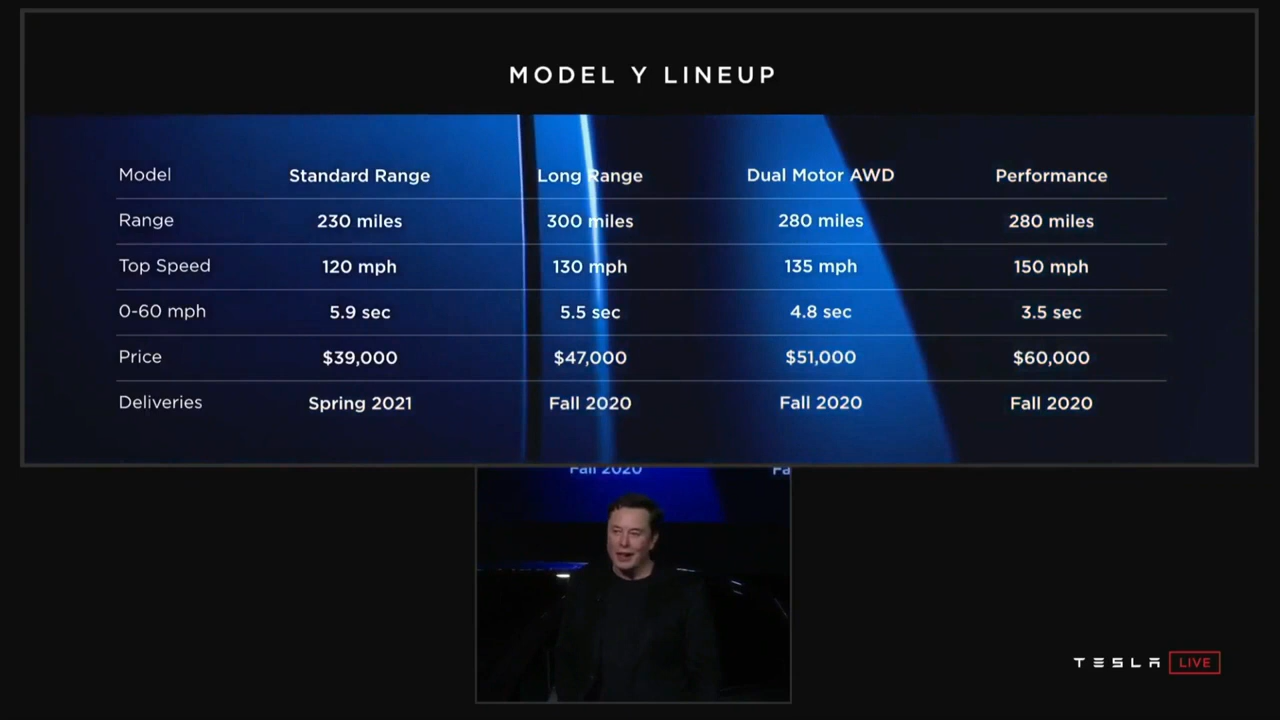 MODEL Y LINEUP
Model Standard Range Long Range Dual Motor AWD Performance
Range 230 miles 300 miles 280 miles 280 miles
Top Speed 120 mph 130 mph 135 mph 150 mph
0-60 mph 5.9 sec 5.5 sec 4.8 sec 3.5 sec
Price $39,000 $47,000 $51,000 $60,000
Deliveries Spring 2021 Fall 2020 Fall 2020 Fall 2020
Fall 2020 Fa
TESLA LIVE